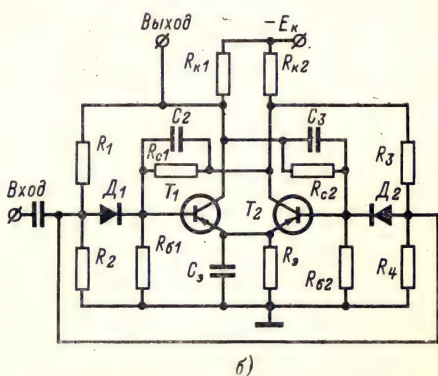 Выход
−Eк
Rк1
Rк2
C2
C3
R1
Rс1
Rс2
R3
Вход
Д1
T1
T2
Д2
R2
Rб1
Cэ
Rэ
Rб2
R4
б)